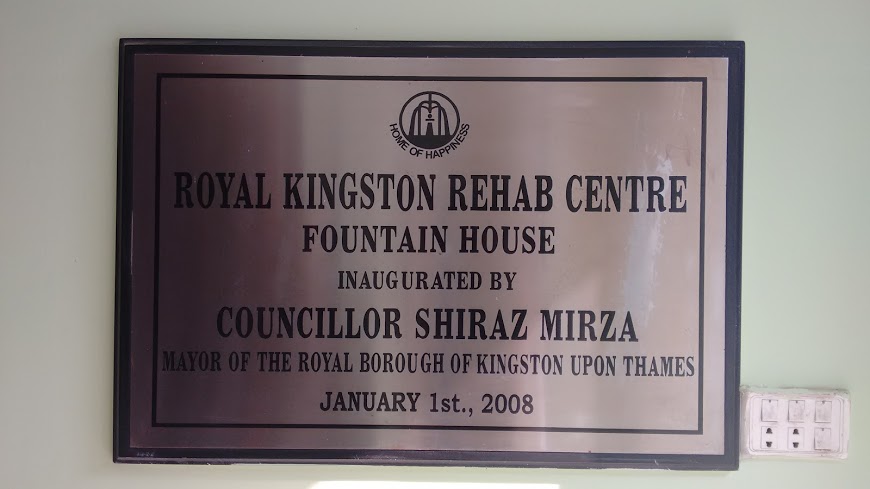 HOME OF HAPPINESS
ROYAL KINGSTON REHAB CENTRE
FOUNTAIN HOUSE
INAUGURATED BY
COUNCILLOR SHIRAZ MIRZA
MAYOR OF THE ROYAL BOROUGH OF KINGSTON UPON THAMES
JANUARY 1st., 2008